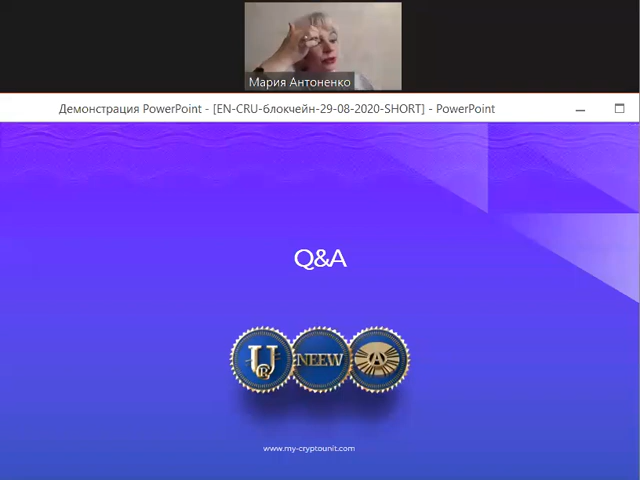 Мария Антоненко
Демонстрация PowerPoint - [EN-CRU-блокчейн-29-08-2020-SHORT] - PowerPoint
Q&A
U
R
NEEW
A
www.my-cryptounit.com